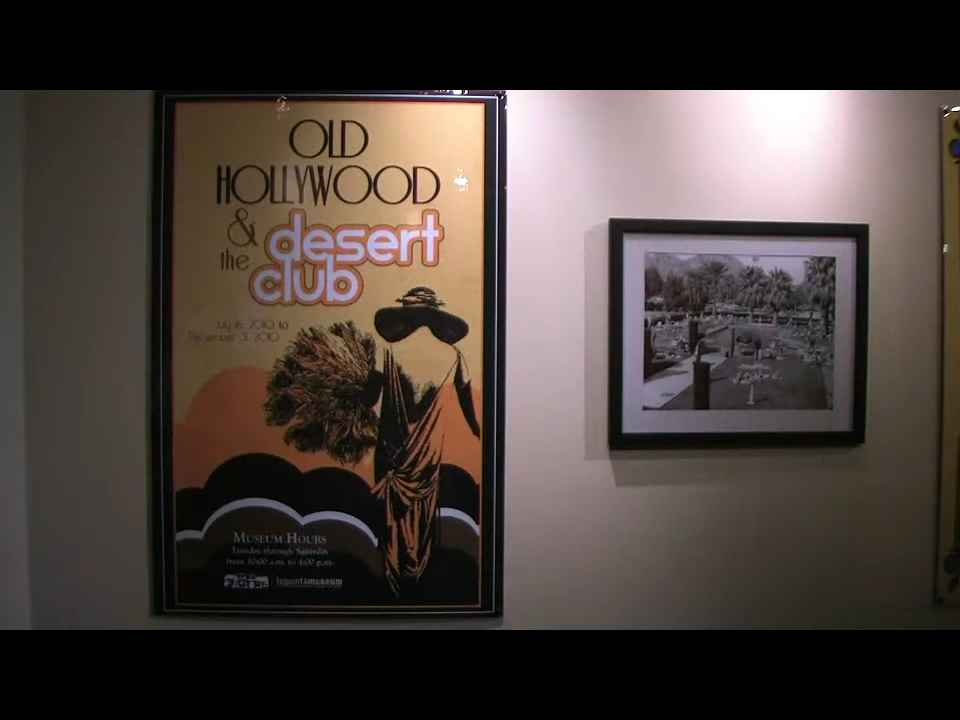 OLD
HOLLYWOOD
& the desert
club
July 16, 2010 to
December 3, 2010
MUSEUM HOURS
Tuesday through Saturday
from 10:00 a.m. to 4:00 p.m.
laquintamuseum